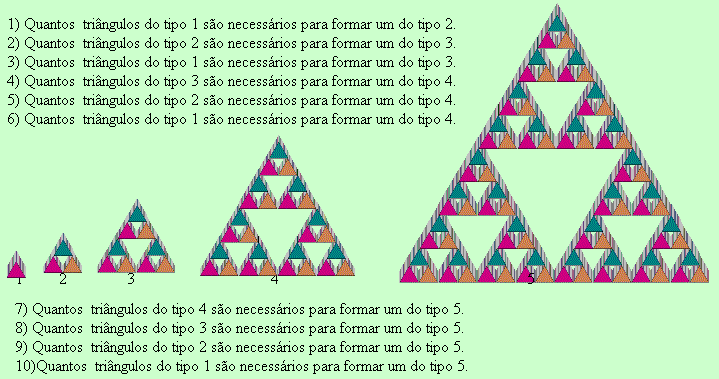 1) Quantos triângulos do tipo 1 são necessários para formar um do tipo 2.
2) Quantos triângulos do tipo 2 são necessários para formar um do tipo 3.
3) Quantos triângulos do tipo 1 são necessários para formar um do tipo 3.
4) Quantos triângulos do tipo 3 são necessários para formar um do tipo 4.
5) Quantos triângulos do tipo 2 são necessários para formar um do tipo 4.
6) Quantos triângulos do tipo 1 são necessários para formar um do tipo 4.
1 2 3 4 5
7) Quantos triângulos do tipo 4 são necessários para formar um do tipo 5.
8) Quantos triângulos do tipo 3 são necessários para formar um do tipo 5.
9) Quantos triângulos do tipo 2 são necessários para formar um do tipo 5.
10)Quantos triângulos do tipo 1 são necessários para formar um do tipo 5.